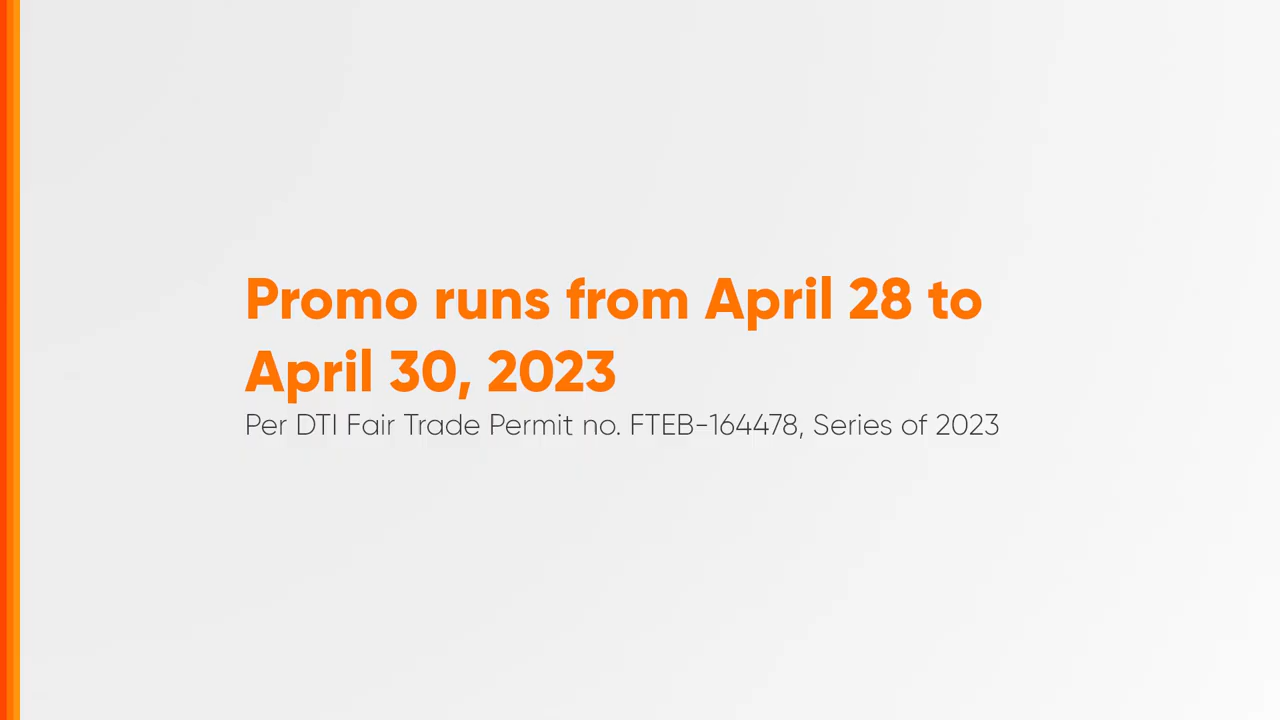 Promo runs from April 28 to
April 30, 2023
Per DTI Fair Trade Permit no. FTEB-164478, Series of 2023